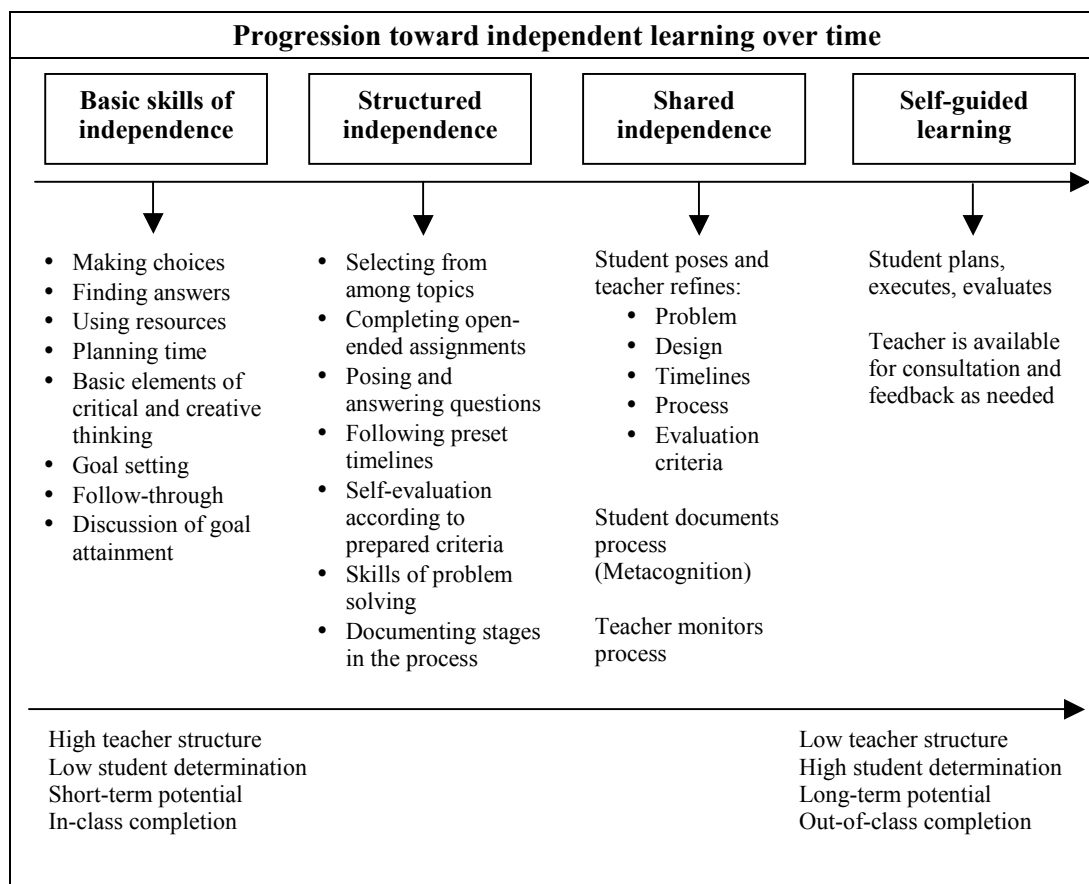 Progression toward independent learning over time
Basic skills of
independence
Structured
independence
Shared
independence
Self-guided
learning
• Making choices
• Finding answers
• Using resources
• Planning time
• Basic elements of
critical and creative
thinking
• Goal setting
• Follow-through
• Discussion of goal
attainment
• Selecting from
among topics
• Completing open-
ended assignments
• Posing and
answering questions
• Following preset
timelines
• Self-evaluation
according to
prepared criteria
• Skills of problem
solving
• Documenting stages
in the process
Student poses and
teacher refines:
• Problem
• Design
• Timelines
• Process
• Evaluation
criteria
Student documents
process
(Metacognition)
Teacher monitors
process
Student plans,
executes, evaluates
Teacher is available
for consultation and
feedback as needed
High teacher structure
Low student determination
Short-term potential
In-class completion
Low teacher structure
High student determination
Long-term potential
Out-of-class completion